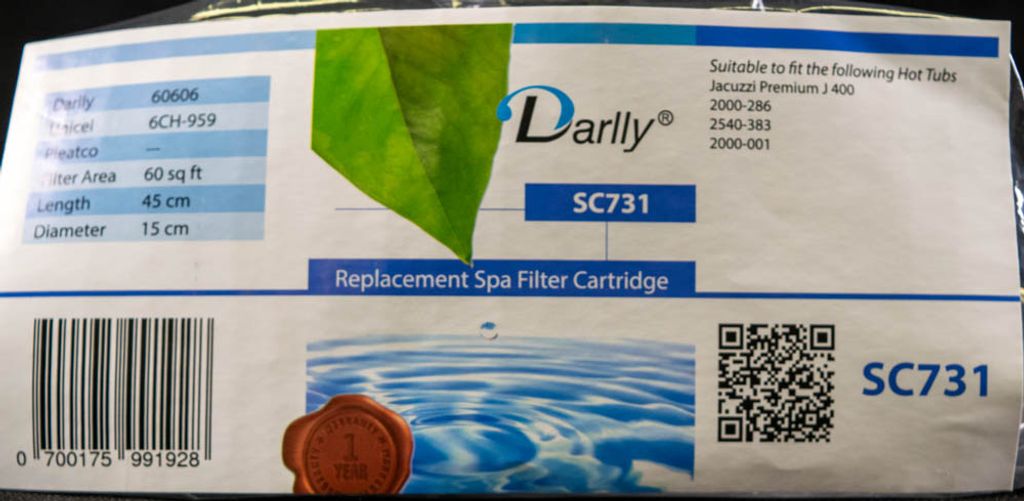 Darlly 60606
Unicel 6CH-959
Pleatco —
Filter Area 60 sq ft
Length 45 cm
Diameter 15 cm
Darlly®
SC731
Replacement Spa Filter Cartridge
Suitable to fit the following Hot Tubs
Jacuzzi Premium J 400
2000-286
2540-383
2000-001
0 700175 991928
WARRANTY
1
YEAR
SC731